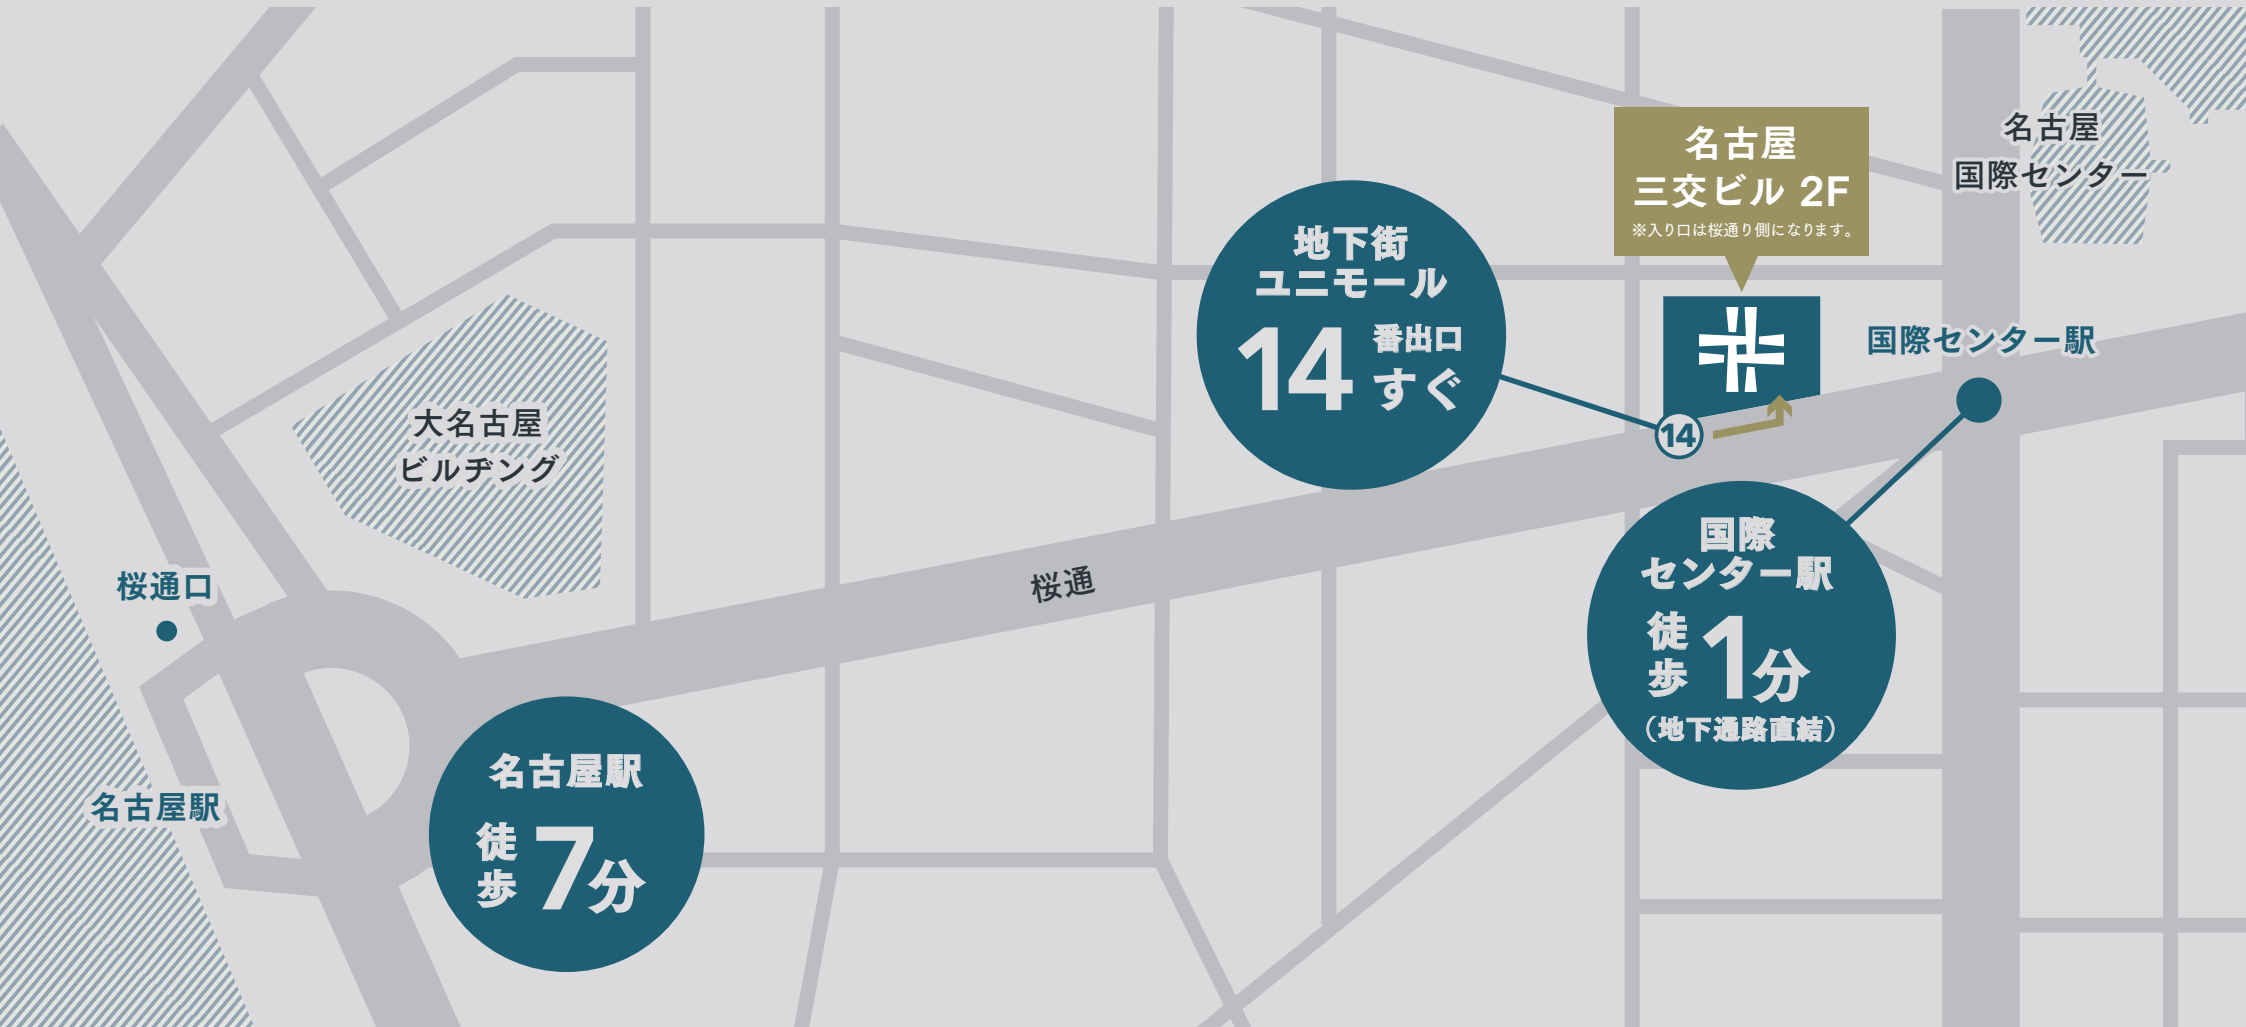 名古屋
国際センター
名古屋
三交ビル 2F
※入り口は桜通り側になります。
地下街
ユニモール
14 番出口
すぐ
国際センター駅
14
大名古屋
ビルヂング
桜通口
桜通
国際
センター駅
徒歩 1分
（地下通路直結）
名古屋駅
名古屋駅
徒歩 7分